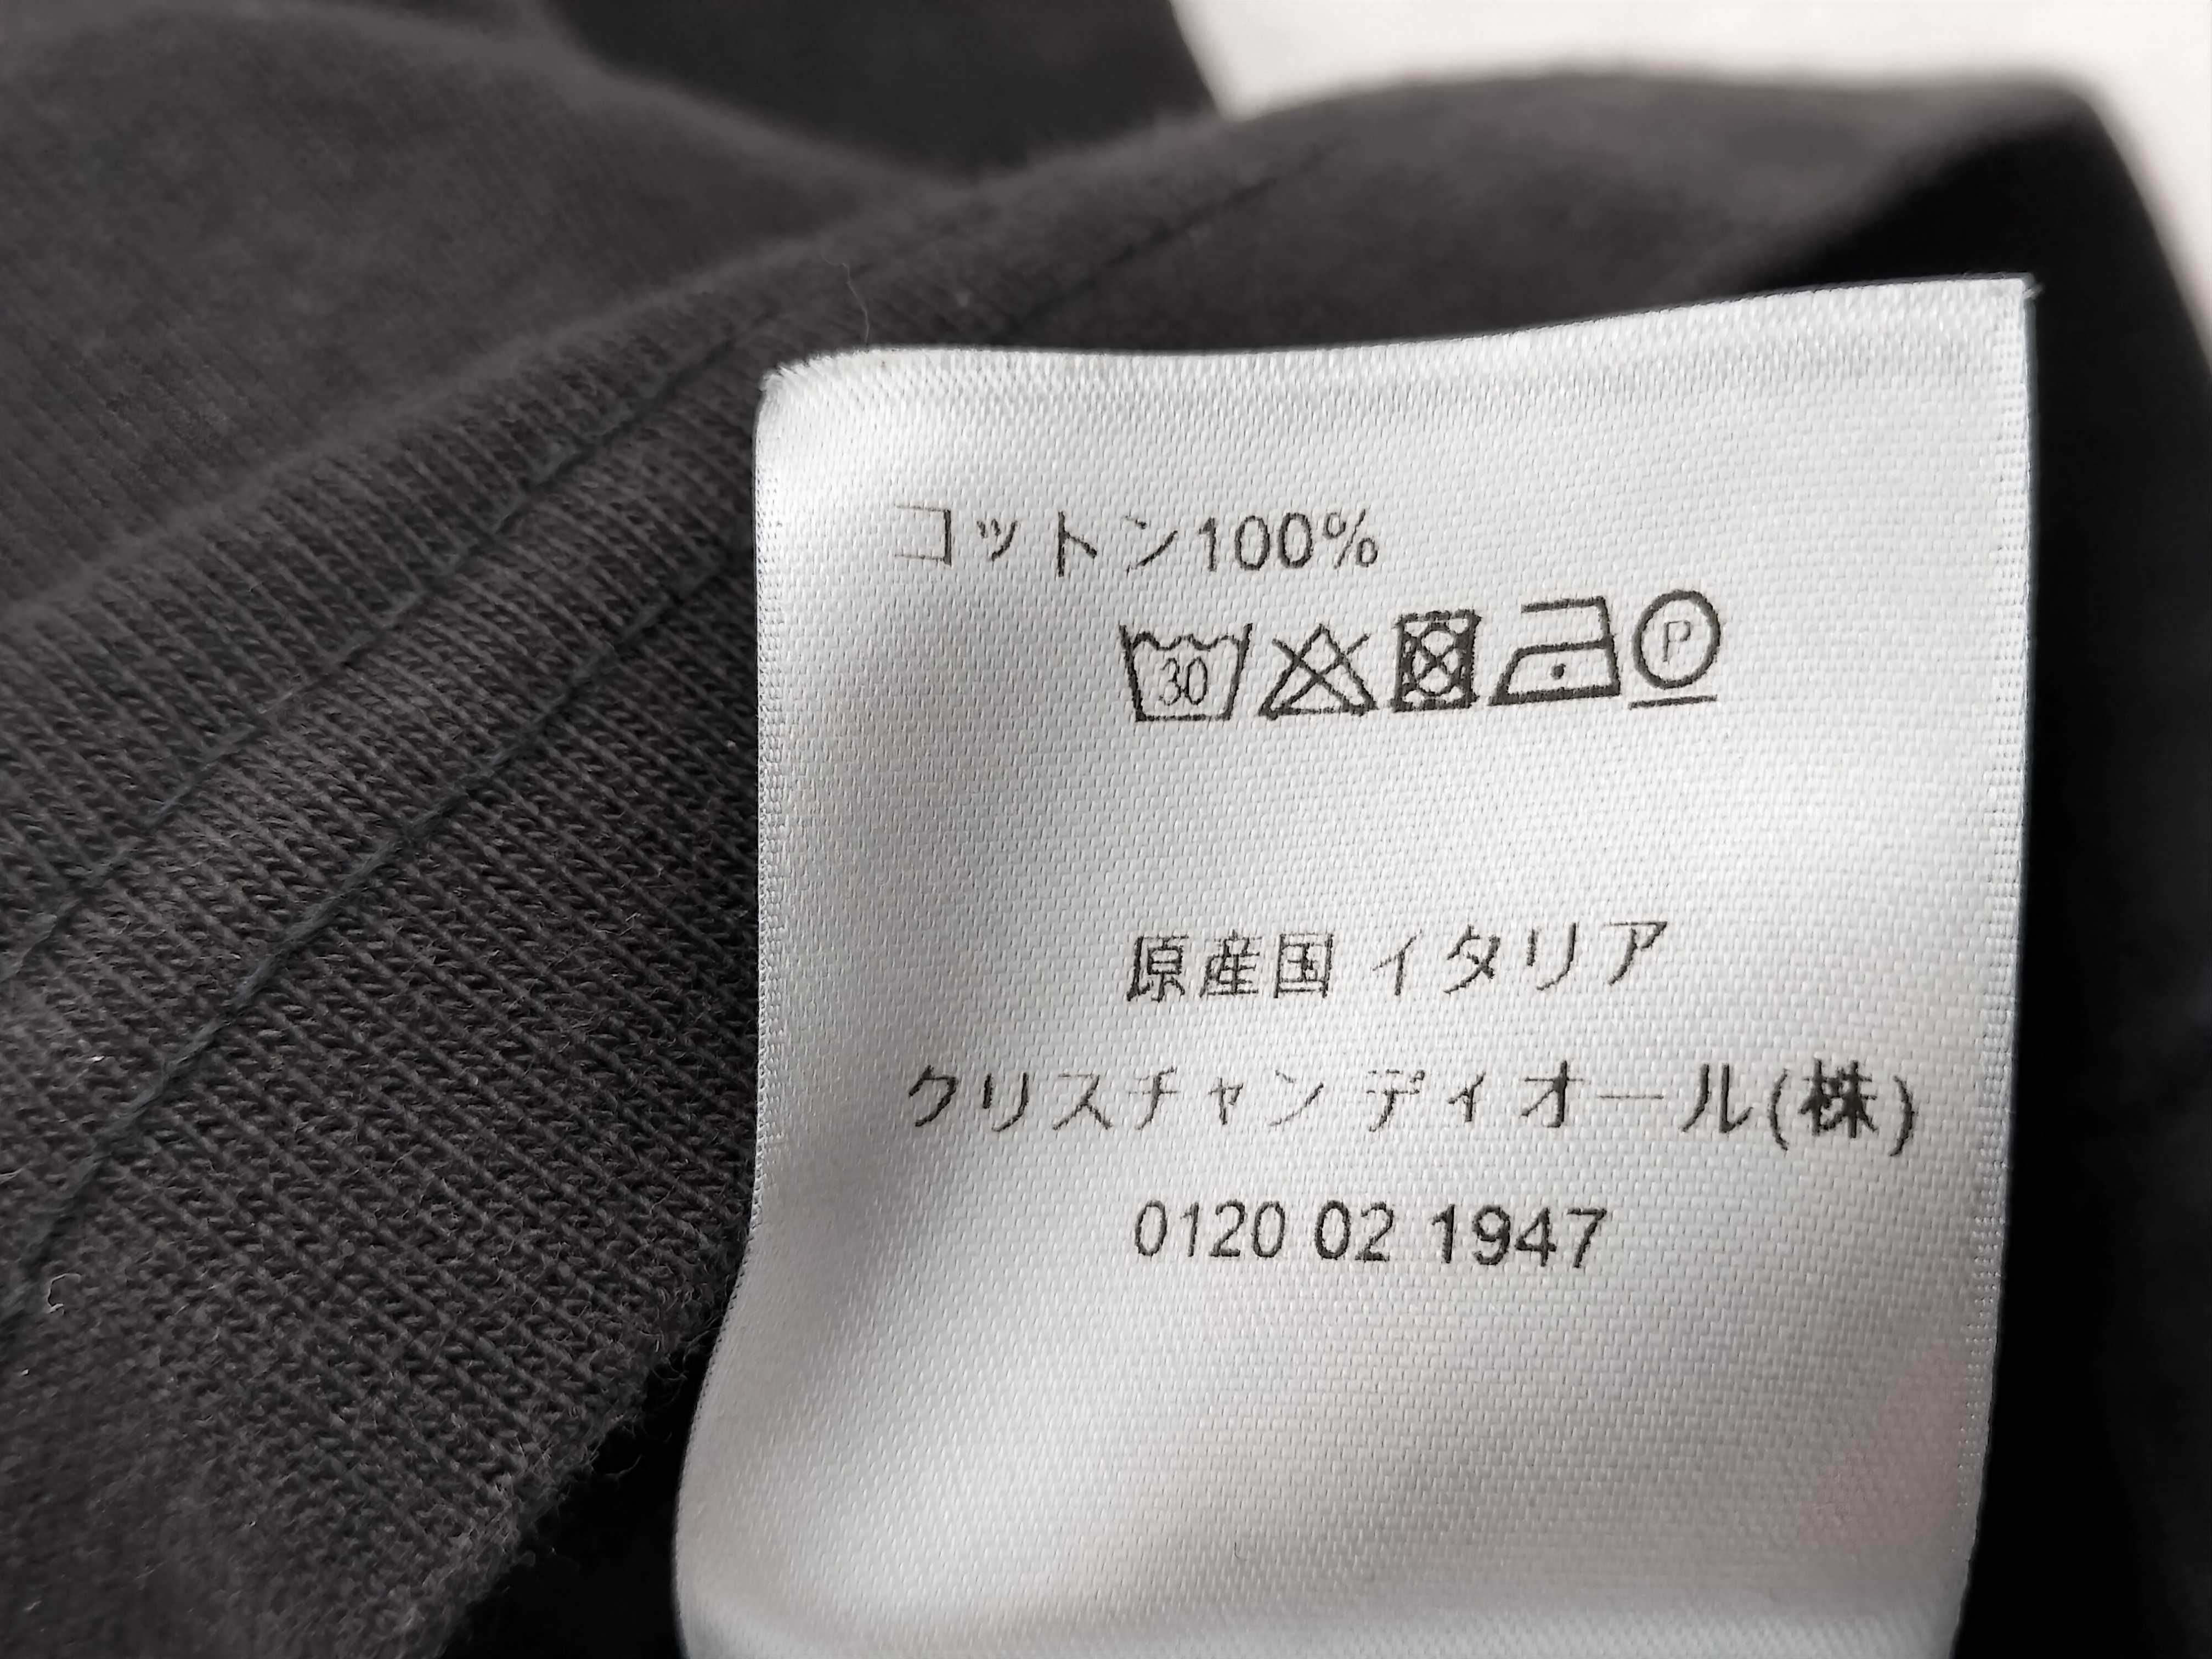 コットン100%
30 P
原産国 イタリア
クリスチャン ディオール(株)
0120 02 1947